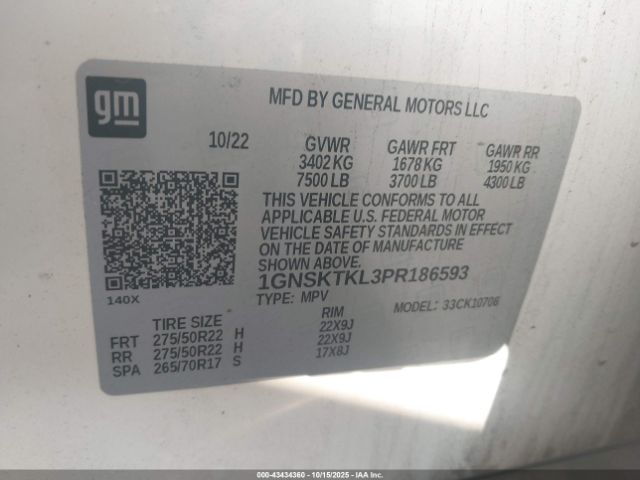 gm
MFD BY GENERAL MOTORS LLC
10/22 GVWR GAWR FRT GAWR RR
3402 KG 1678 KG 1950 KG
7500 LB 3700 LB 4300 LB
THIS VEHICLE CONFORMS TO ALL
APPLICABLE U.S. FEDERAL MOTOR
VEHICLE SAFETY STANDARDS IN EFFECT
ON THE DATE OF MANUFACTURE
SHOWN ABOVE.
1GNSKTKL3PR186593
140X
TYPE: MPV MODEL: 33CK10706
TIRE SIZE RIM
FRT 275/50R22 H 22X9J
RR 275/50R22 H 22X9J
SPA 265/70R17 S 17X8J
000-43434360 - 10/15/2025 - IAA Inc.